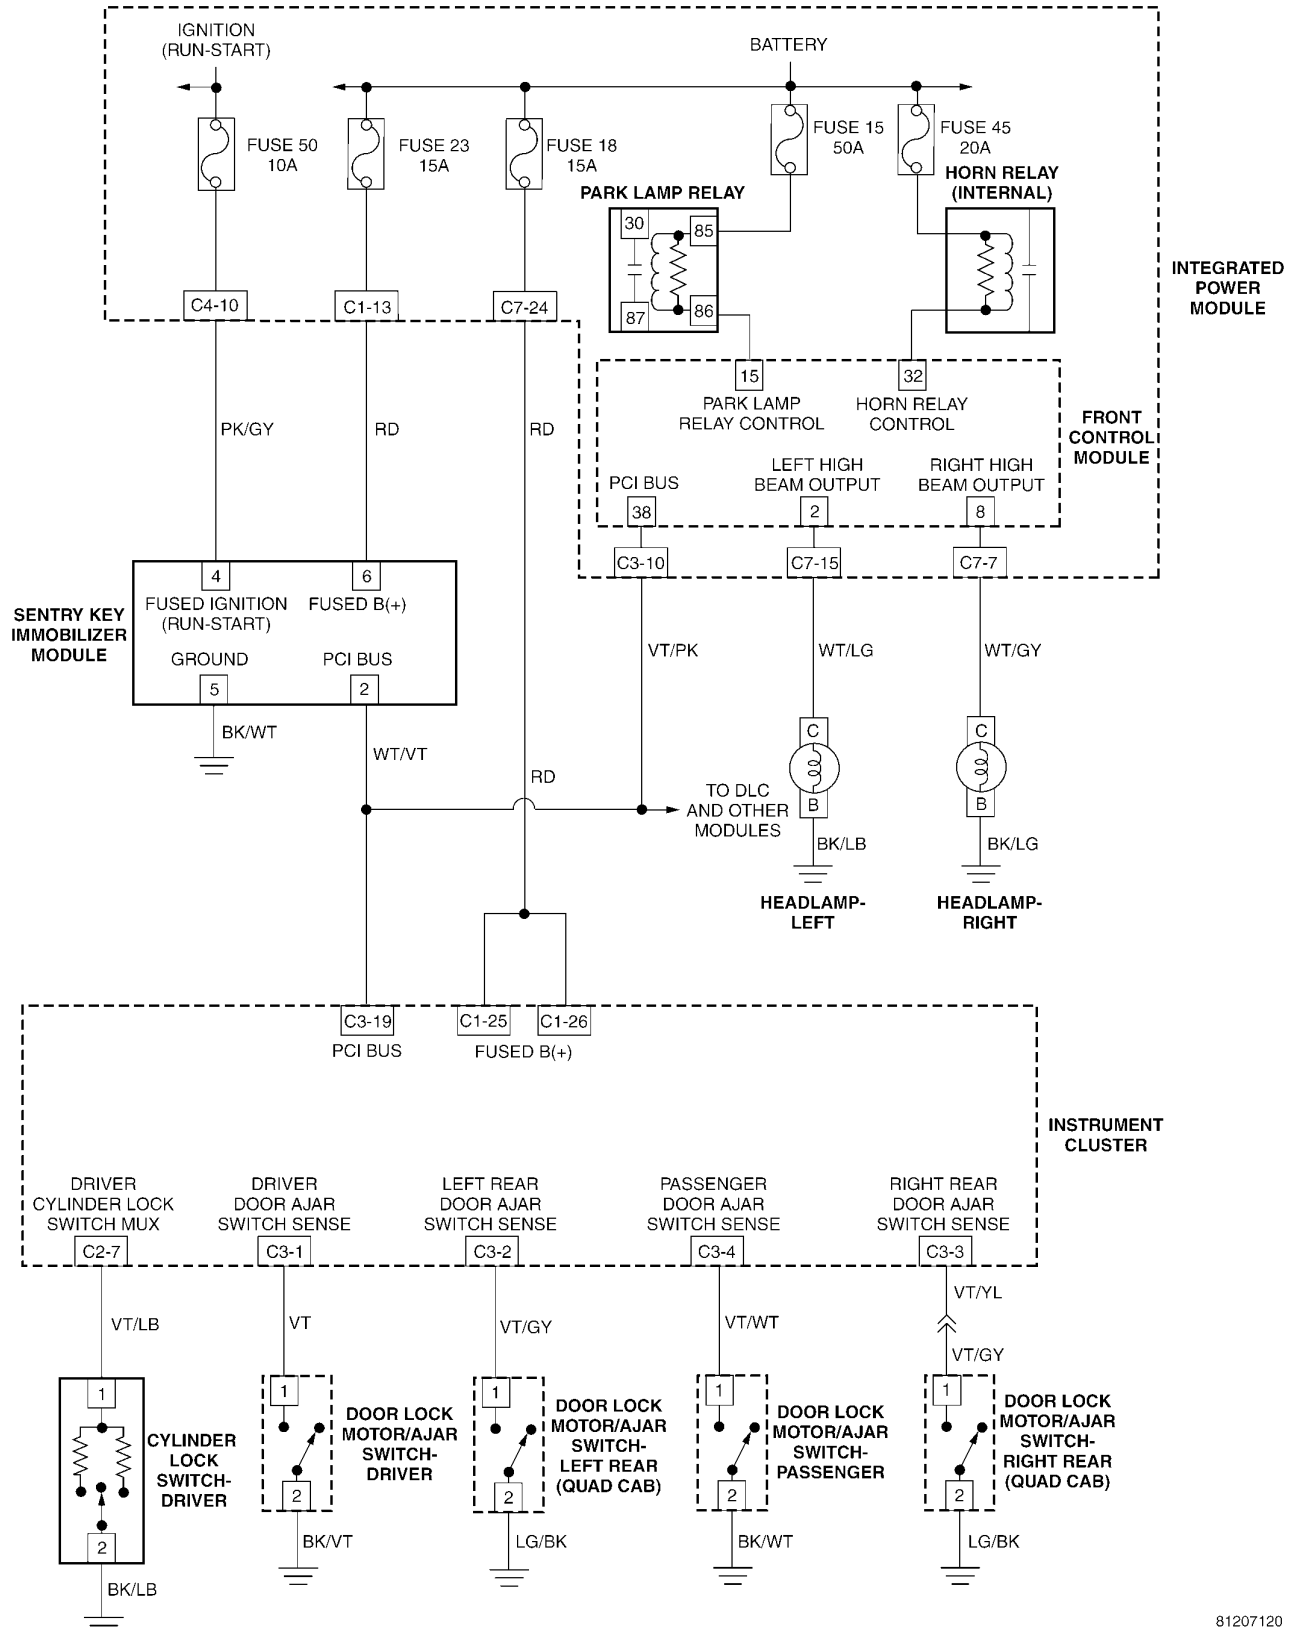 IGNITION
(RUN-START)
BATTERY
FUSE 50
10A
FUSE 23
15A
FUSE 18
15A
FUSE 15
50A
FUSE 45
20A
PARK LAMP RELAY
HORN RELAY
(INTERNAL)
30
85
87
86
INTEGRATED
POWER
MODULE
C4-10
C1-13
C7-24
15
32
PARK LAMP
RELAY CONTROL
HORN RELAY
CONTROL
FRONT
CONTROL
MODULE
PK/GY
RD
RD
PCI BUS
LEFT HIGH
BEAM OUTPUT
RIGHT HIGH
BEAM OUTPUT
38
2
8
C3-10
C7-15
C7-7
SENTRY KEY
IMMOBILIZER
MODULE
4
6
FUSED IGNITION
(RUN-START)
FUSED B(+)
GROUND
PCI BUS
5
2
VT/PK
WT/LG
WT/GY
BK/WT
WT/VT
RD
TO DLC
AND OTHER
MODULES
C
B
C
B
BK/LB
BK/LG
HEADLAMP-
LEFT
HEADLAMP-
RIGHT
C3-19
C1-25
C1-26
PCI BUS
FUSED B(+)
INSTRUMENT
CLUSTER
DRIVER
CYLINDER LOCK
SWITCH MUX
DRIVER
DOOR AJAR
SWITCH SENSE
LEFT REAR
DOOR AJAR
SWITCH SENSE
PASSENGER
DOOR AJAR
SWITCH SENSE
RIGHT REAR
DOOR AJAR
SWITCH SENSE
C2-7
C3-1
C3-2
C3-4
C3-3
VT/LB
VT
VT/GY
VT/WT
VT/YL
VT/GY
1
1
1
1
1
CYLINDER
LOCK
SWITCH-
DRIVER
DOOR LOCK
MOTOR/AJAR
SWITCH-
DRIVER
DOOR LOCK
MOTOR/AJAR
SWITCH-
LEFT REAR
(QUAD CAB)
DOOR LOCK
MOTOR/AJAR
SWITCH-
PASSENGER
DOOR LOCK
MOTOR/AJAR
SWITCH-
RIGHT REAR
(QUAD CAB)
2
2
2
2
2
BK/LB
BK/VT
LG/BK
BK/WT
LG/BK
81207120